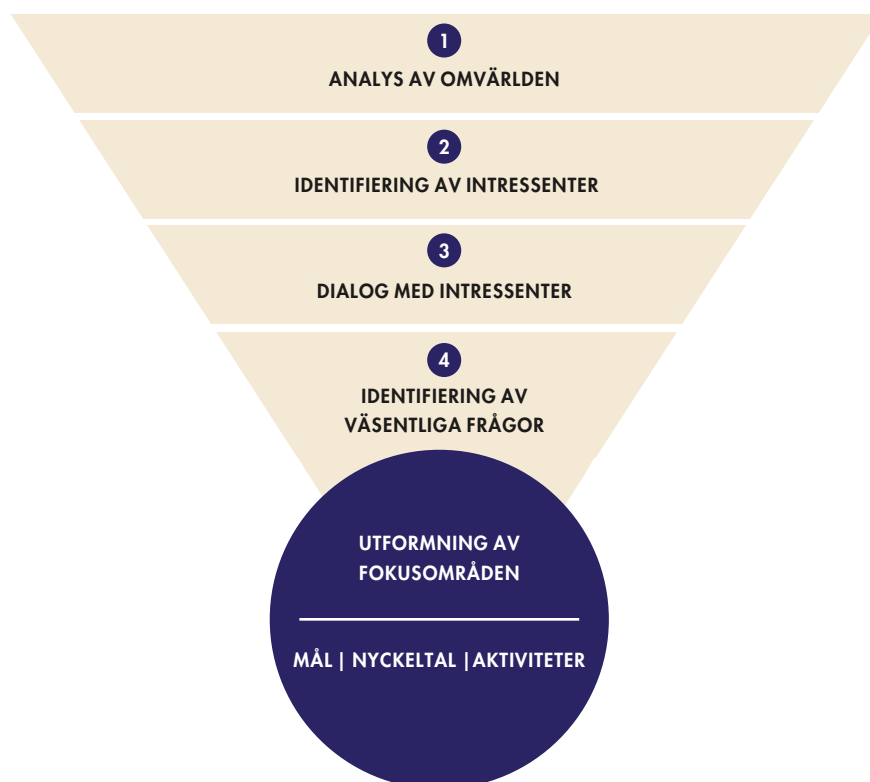 1
ANALYS AV OMVÄRLDEN
2
IDENTIFIERING AV INTRESSENTER
3
DIALOG MED INTRESSENTER
4
IDENTIFIERING AV
VÄSENTLIGA FRÅGOR
UTFORMNING AV
FOKUSOMRÅDEN
MÅL | NYCKELTAL |AKTIVITETER